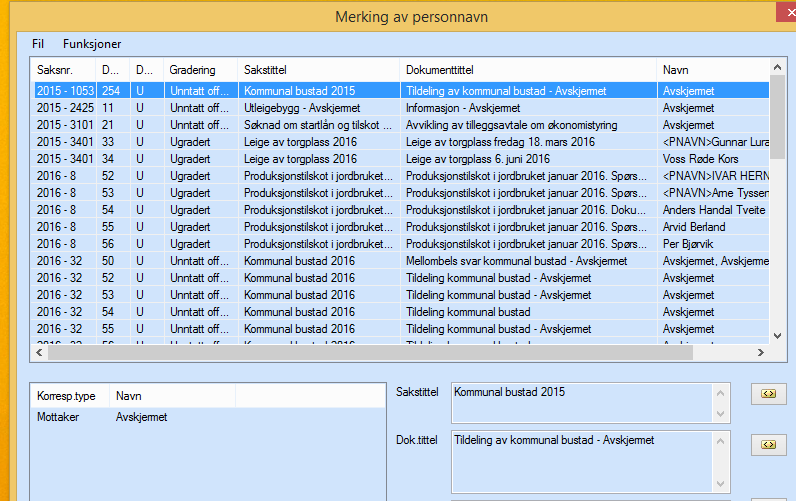 Merking av personnavn
Fil Funksjoner
Saksnr. D... D... Gradering Sakstittel Dokumenttittel Navn
2015 - 1053 254 U Unntatt off... Kommunal bustad 2015 Tildeling av kommunal bustad - Avskjermet Avskjermet
2015 - 2425 11 U Unntatt off... Utleigebygg - Avskjermet Informasjon - Avskjermet Avskjermet
2015 - 3101 21 U Unntatt off... Søknad om startlån og tilskot ... Avvikling av tilleggsavtale om økonomistyring Avskjermet
2015 - 3401 33 U Ugradert Leige av torgplass 2016 Leige av torgplass fredag 18. mars 2016 <PNAVN>Gunnar Lura
2015 - 3401 34 U Ugradert Leige av torgplass 2016 Leige av torgplass 6. juni 2016 Voss Røde Kors
2016 - 8 52 U Ugradert Produksjonstilskot i jordbruket... Produksjonstilskot i jordbruket januar 2016. Spørs... <PNAVN>IVAR HERN
2016 - 8 53 U Ugradert Produksjonstilskot i jordbruket... Produksjonstilskot i jordbruket januar 2016. Spørs... <PNAVN>Arne Tyssen
2016 - 8 54 U Ugradert Produksjonstilskot i jordbruket... Produksjonstilskot i jordbruket januar 2016. Doku... Anders Handal Tveite
2016 - 8 55 U Ugradert Produksjonstilskot i jordbruket... Produksjonstilskot i jordbruket januar 2016. Spørs... Arvid Berland
2016 - 8 56 U Ugradert Produksjonstilskot i jordbruket... Produksjonstilskot i jordbruket januar 2016. Spørs... Per Bjørvik
2016 - 32 50 U Unntatt off... Kommunal bustad 2016 Mellombels svar kommunal bustad - Avskjermet Avskjermet, Avskjerme
2016 - 32 52 U Unntatt off... Kommunal bustad 2016 Tildeling kommunal bustad - Avskjermet Avskjermet
2016 - 32 53 U Unntatt off... Kommunal bustad 2016 Tildeling kommunal bustad - Avskjermet Avskjermet
2016 - 32 54 U Unntatt off... Kommunal bustad 2016 Tildeling kommunal bustad Avskjermet
2016 - 32 55 U Unntatt off... Kommunal bustad 2016 Tildeling kommunal bustad - Avskjermet Avskjermet
Korresp.type Navn
Mottaker Avskjermet
Sakstittel Kommunal bustad 2015 <>
Dok.tittel Tildeling av kommunal bustad - Avskjermet <>